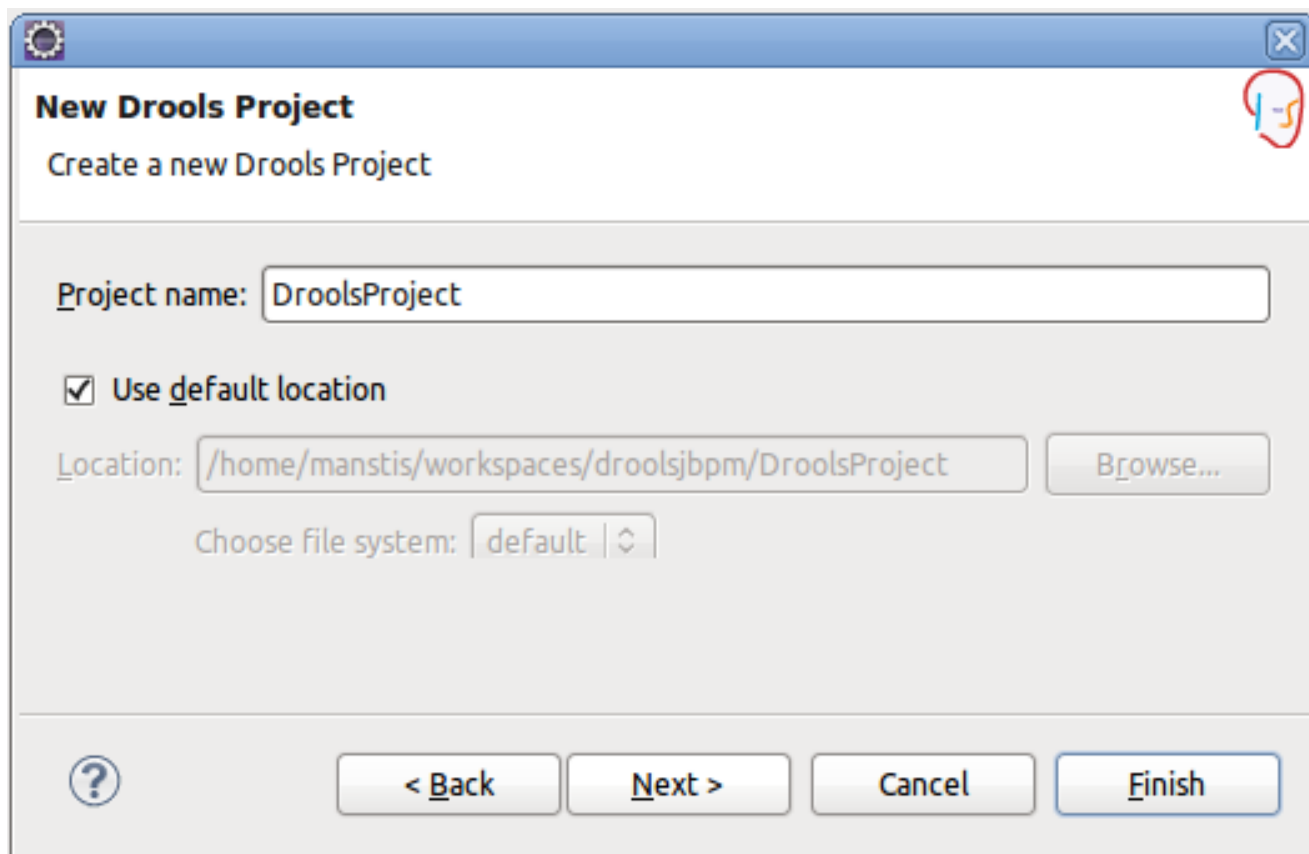 New Drools Project
Create a new Drools Project
Project name: DroolsProject
Use default location
Location: /home/manstis/workspaces/droolsjbpm/DroolsProject Browse...
Choose file system: default
? < Back Next > Cancel Finish